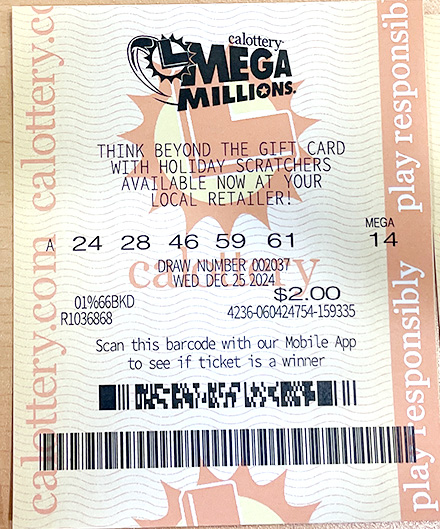 calottery
MEGA
MILLIONS.
THINK BEYOND THE GIFT CARD
WITH HOLIDAY SCRATCHERS
AVAILABLE NOW AT YOUR
LOCAL RETAILER!
MEGA
A 24 28 46 59 61 14
calottery
DRAW NUMBER 002037
WED DEC 25 2024
$2.00
01%66BKD
R1036868 4236-060424754-159335
Scan this barcode with our Mobile App
to see if ticket is a winner
calottery.com calottery.c
play responsibly play responsibl